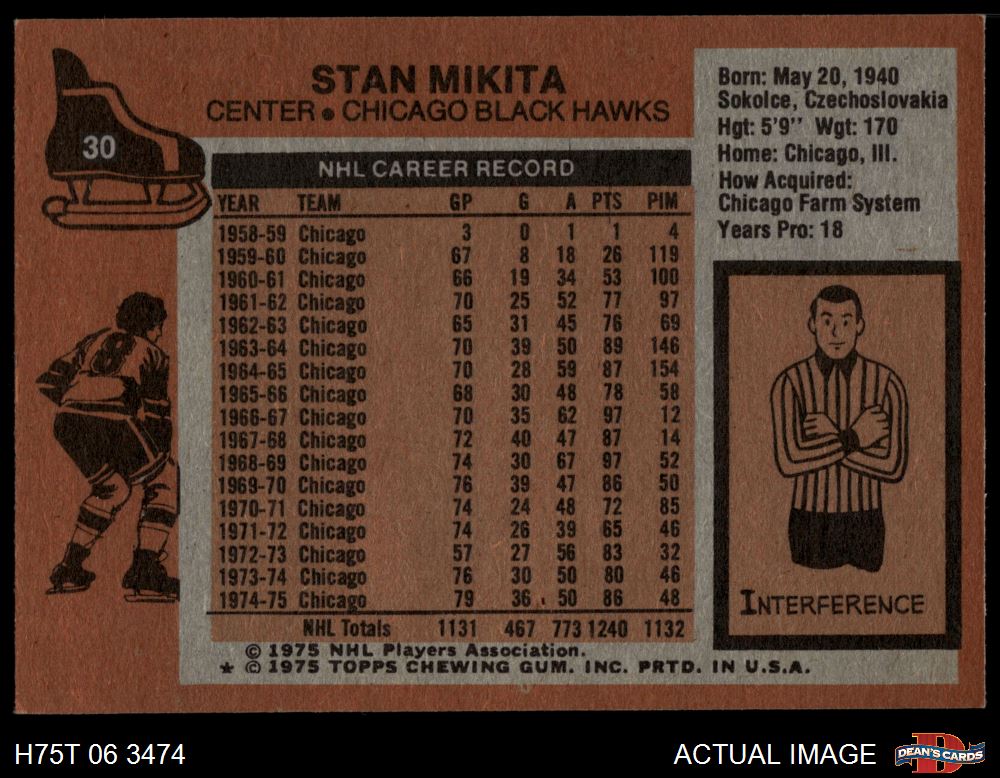 30
STAN MIKITA
CENTER • CHICAGO BLACK HAWKS
NHL CAREER RECORD
YEAR TEAM GP G A PTS PIM
1958-59 Chicago 3 0 1 1 4
1959-60 Chicago 67 8 18 26 119
1960-61 Chicago 66 19 34 53 100
1961-62 Chicago 70 25 52 77 97
1962-63 Chicago 65 31 45 76 69
1963-64 Chicago 70 39 50 89 146
1964-65 Chicago 70 28 59 87 154
1965-66 Chicago 68 30 48 78 58
1966-67 Chicago 70 35 62 97 12
1967-68 Chicago 72 40 47 87 14
1968-69 Chicago 74 30 67 97 52
1969-70 Chicago 76 39 47 86 50
1970-71 Chicago 74 24 48 72 85
1971-72 Chicago 74 26 39 65 46
1972-73 Chicago 57 27 56 83 32
1973-74 Chicago 76 30 50 80 46
1974-75 Chicago 79 36 50 86 48
NHL Totals 1131 467 773 1240 1132
© 1975 NHL Players Association.
★ © 1975 TOPPS CHEWING GUM. INC. PRTD. IN U.S.A.
Born: May 20, 1940
Sokolce, Czechoslovakia
Hgt: 5'9" Wgt: 170
Home: Chicago, Ill.
How Acquired:
Chicago Farm System
Years Pro: 18
INTERFERENCE
8
H75T 06 3474
ACTUAL IMAGE
D
DEAN'S CARDS